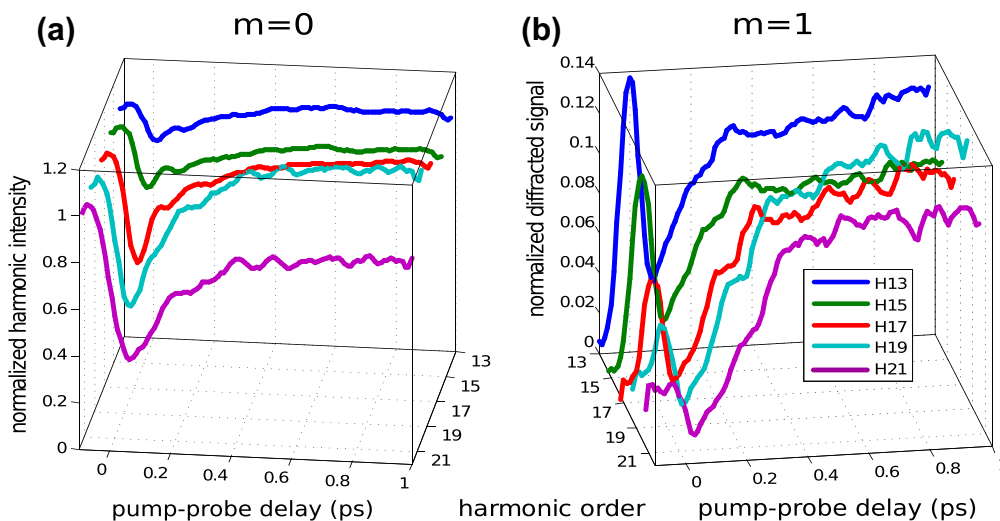 (a)
m=0
normalized harmonic intensity
1.2
1
0.8
0.6
0.4
0.2
0
0
0.2
0.4
0.6
0.8
1
13
15
17
19
21
pump-probe delay (ps)
harmonic order
(b)
m=1
normalized diffracted signal
0.14
0.12
0.1
0.08
0.06
0.04
0.02
0
13
15
17
19
21
0
0.2
0.4
0.6
0.8
H13
H15
H17
H19
H21
pump-probe delay (ps)